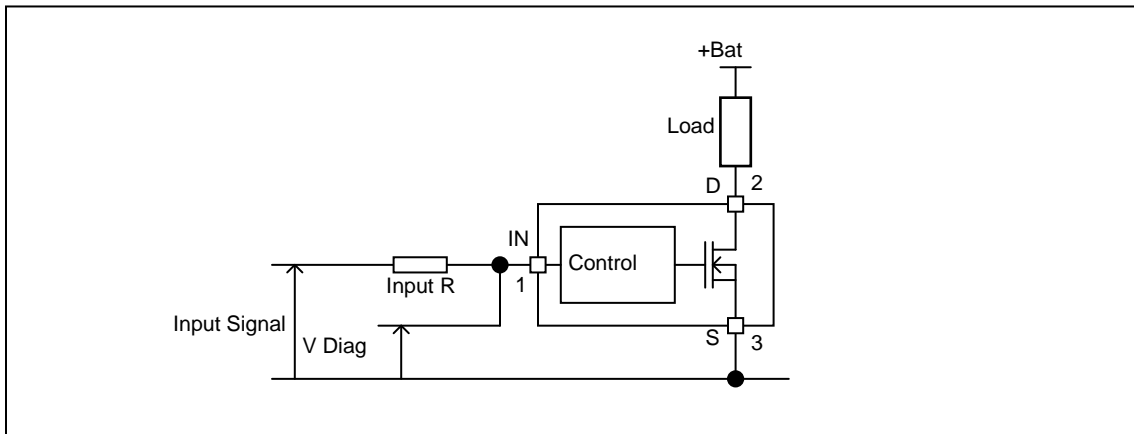 +Bat
Load
D
2
IN
Control
1
Input R
Input Signal
V Diag
S
3